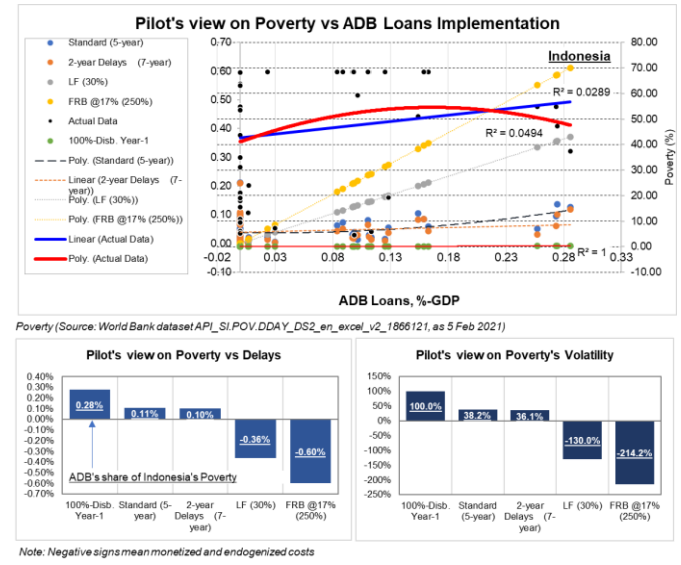 Pilot's view on Poverty vs ADB Loans Implementation
Standard (5-year)
2-year Delays (7-year)
LF (30%)
FRB @17% (250%)
Actual Data
100%-Disb. Year-1
Poly. (Standard (5-year))
Linear (2-year Delays (7-
year))
Poly. (LF (30%))
Poly. (FRB @17% (250%))
Linear (Actual Data)
Poly. (Actual Data)
0.70
0.60
0.50
0.40
0.30
0.20
0.10
0.00
-0.10
80.00
70.00
60.00
50.00
40.00
30.00
20.00
10.00
0.00
-10.00
Poverty (%)
Indonesia
R² = 0.0289
R² = 0.0494
R² = 1
-0.02 0.03 0.08 0.13 0.18 0.23 0.28 0.33
ADB Loans, %-GDP
Poverty (Source: World Bank dataset API_SI.POV.DDAY_DS2_en_excel_v2_1866121, as 5 Feb 2021)
Pilot's view on Poverty vs Delays
0.40%
0.30%
0.20%
0.10%
0.00%
-0.10%
-0.20%
-0.30%
-0.40%
-0.50%
-0.60%
-0.70%
0.28%
0.11%
0.10%
-0.36%
-0.60%
ADB's share of Indonesia's Poverty
100%-Disb. Standard (5- 2-year LF (30%) FRB @17%
Year-1 year) Delays (7- (250%)
year)
Pilot's view on Poverty's Volatility
150%
100%
50%
0%
-50%
-100%
-150%
-200%
-250%
100.0%
38.2%
36.1%
-130.0%
-214.2%
100%-Disb. Standard 2-year LF (30%) FRB @17%
Year-1 (5-year) Delays (7- (250%)
year)
Note: Negative signs mean monetized and endogenized costs